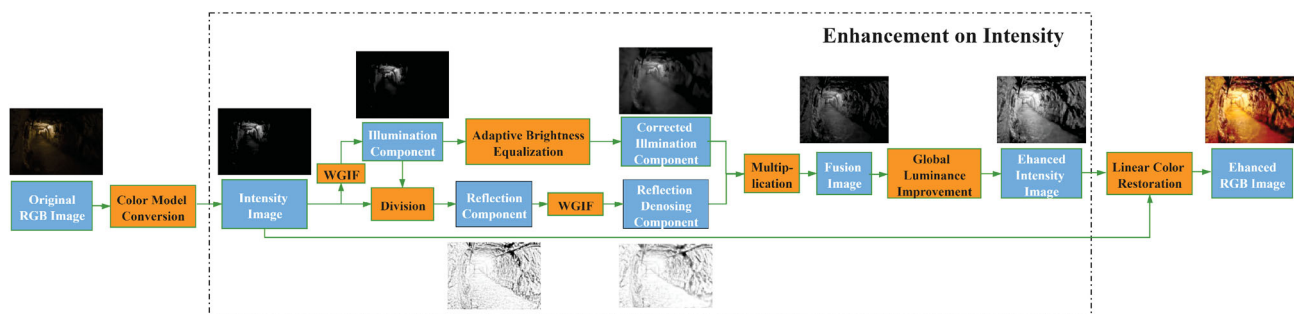 Enhancement on Intensity
Original
RGB Image
Color Model
Conversion
Intensity
Image
WGIF
Illumination
Component
Division
Adaptive Brightness
Equalization
Reflection
Component
WGIF
Corrected
Illmination
Component
Reflection
Denosing
Component
Multip-
lication
Fusion
Image
Global
Luminance
Improvement
Ehanced
Intensity
Image
Linear Color
Restoration
Ehanced
RGB Image